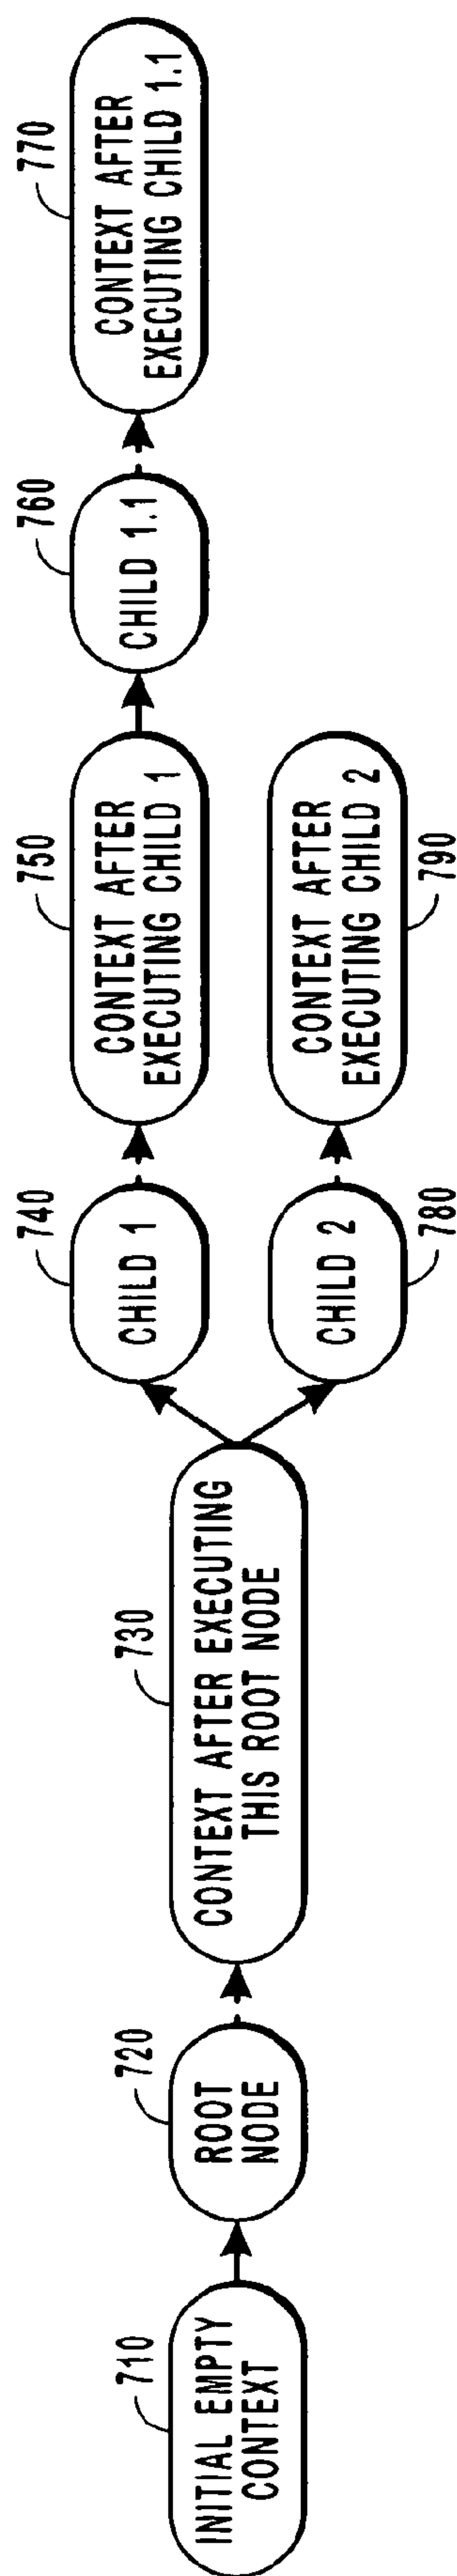 710
INITIAL EMPTY
CONTEXT
720
ROOT
NODE
730
CONTEXT AFTER EXECUTING
THIS ROOT NODE
740
CHILD 1
750
CONTEXT AFTER
EXECUTING CHILD 1
760
CHILD 1.1
770
CONTEXT AFTER
EXECUTING CHILD 1.1
CHILD 2
780
CONTEXT AFTER
EXECUTING CHILD 2
790